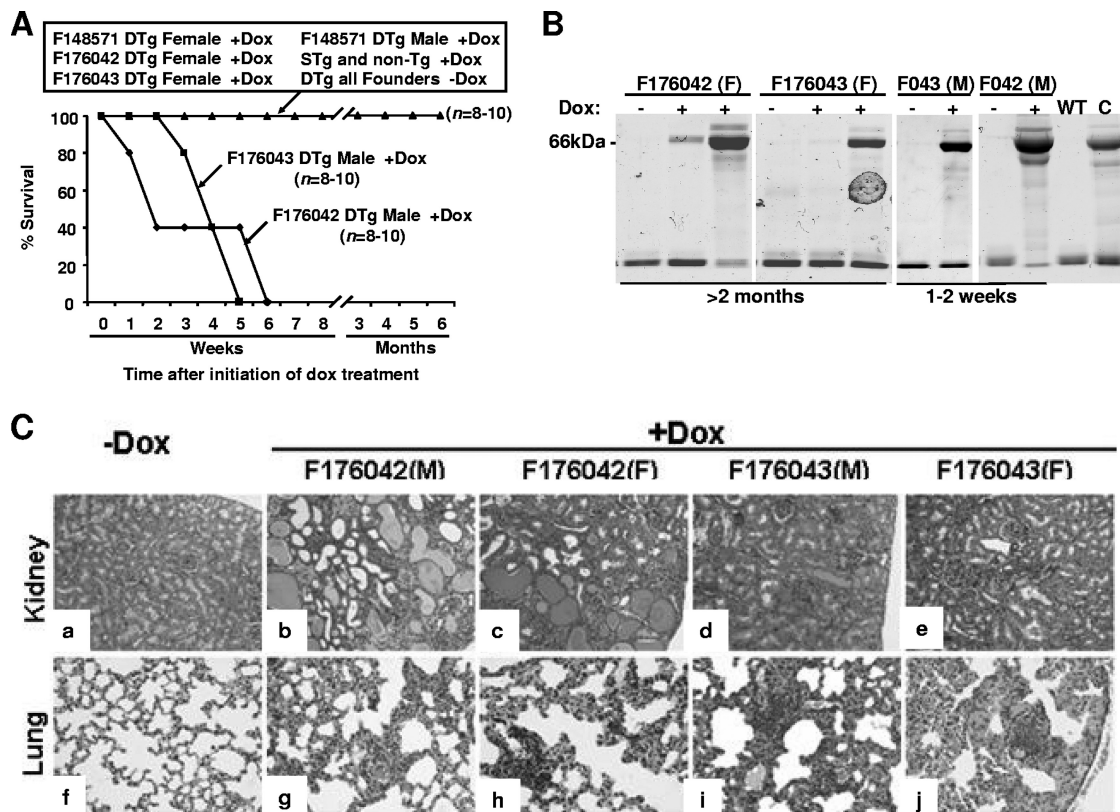 A
F148571 DTg Female +Dox F148571 DTg Male +Dox
F176042 DTg Female +Dox STg and non-Tg +Dox
F176043 DTg Female +Dox DTg all Founders -Dox
(n=8-10)
F176043 DTg Male +Dox
(n=8-10)
F176042 DTg Male +Dox
(n=8-10)
% Survival
100
80
60
40
20
0
0 1 2 3 4 5 6 7 8 3 4 5 6
Weeks Months
Time after initiation of dox treatment
B
F176042 (F) F176043 (F) F043 (M) F042 (M)
Dox: - + + - + + - + - + WT C
66kDa -
>2 months 1-2 weeks
C
-Dox +Dox
F176042(M) F176042(F) F176043(M) F176043(F)
Kidney
a b c d e
Lung
f g h i j